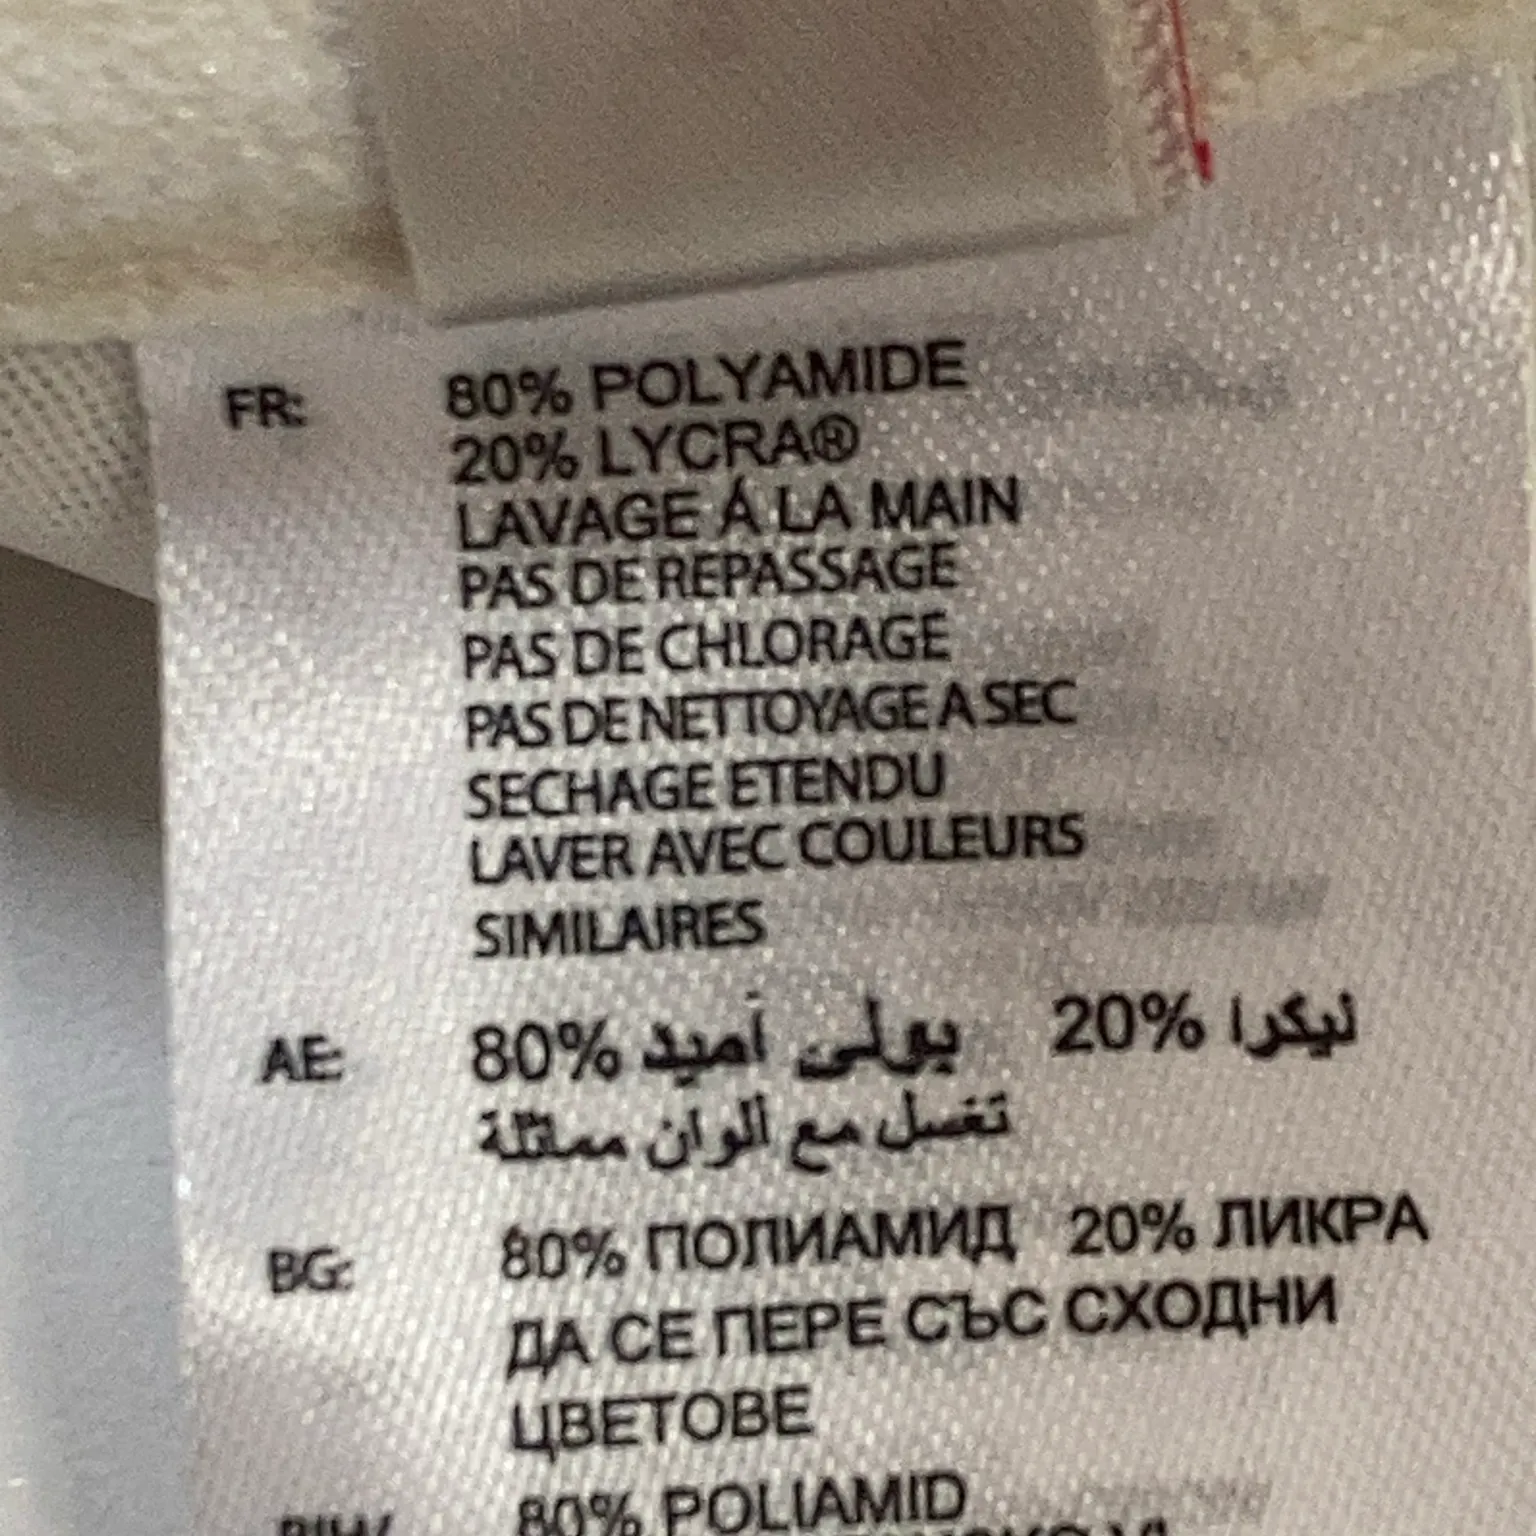 FR: 80% POLYAMIDE
20% LYCRA®
LAVAGE Á LA MAIN
PAS DE REPASSAGE
PAS DE CHLORAGE
PAS DE NETTOYAGE A SEC
SECHAGE ETENDU
LAVER AVEC COULEURS
SIMILAIRES
AE: 80% بولى أميد 20% ليكرا
تغسل مع الوان مماثلة
BG: 80% ПОЛИАМИД 20% ЛИКРА
ДА СЕ ПЕРЕ СЪС СХОДНИ
ЦВЕТОВЕ
BIH/ 80% POLIAMID